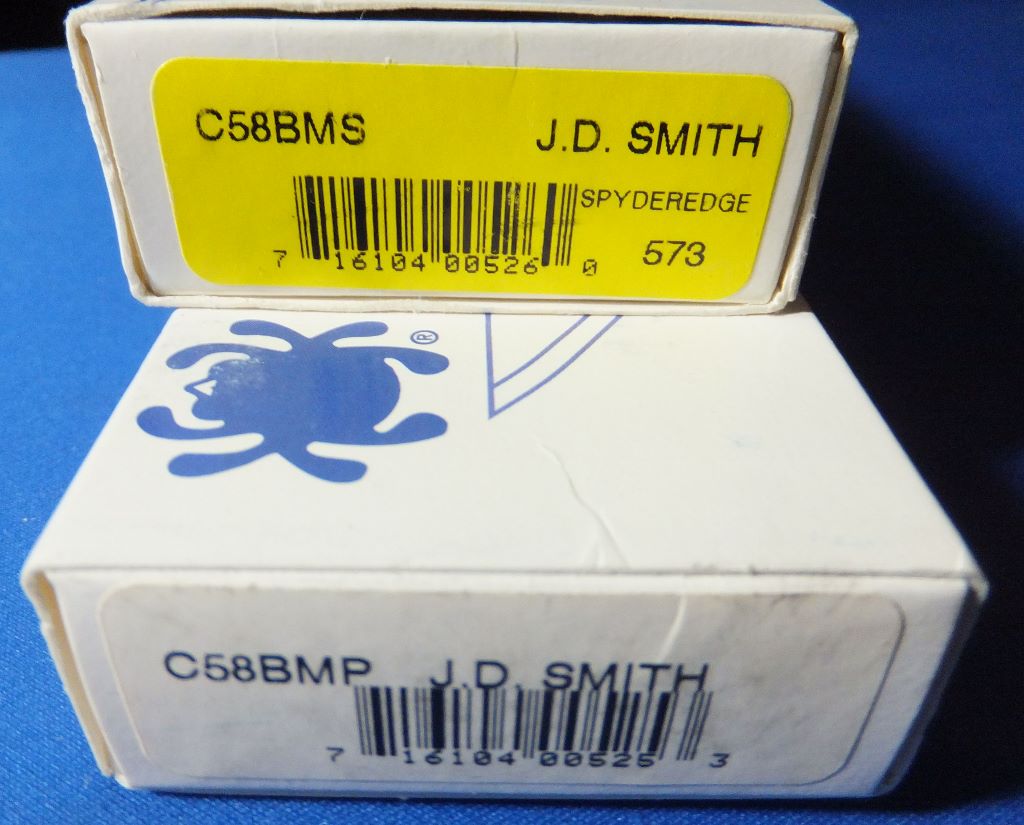 C58BMS J.D. SMITH
SPYDEREDGE
7 16104 00526 0 573
®
C58BMP J.D. SMITH
7 16104 00525 3